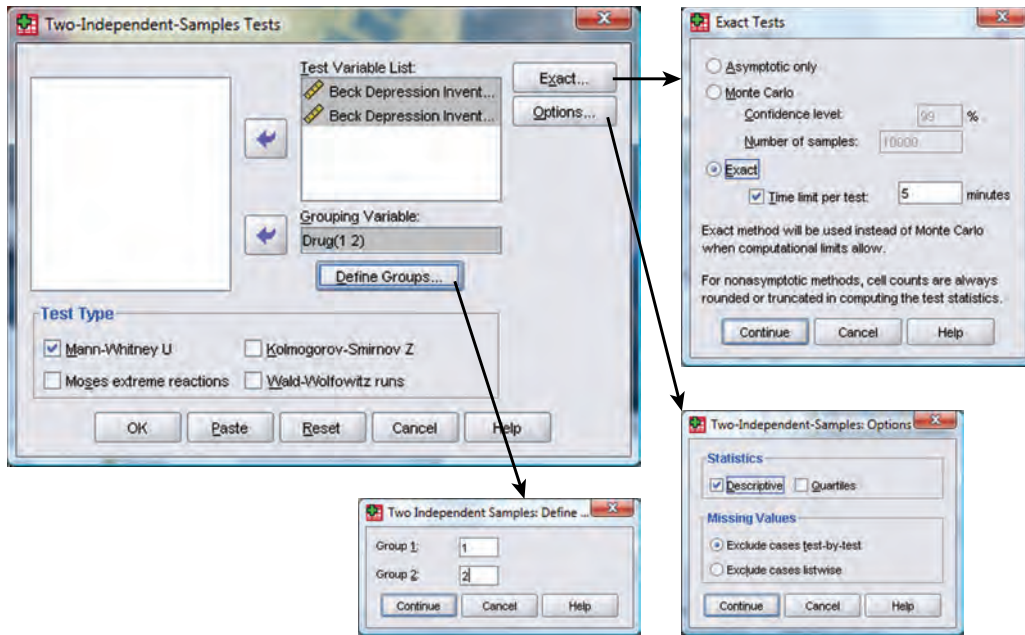 Two-Independent-Samples Tests
Test Variable List:
Beck Depression Invent...
Beck Depression Invent...
Exact...
Options...
Grouping Variable:
Drug(1 2)
Define Groups...
Test Type
Mann-Whitney U
Kolmogorov-Smirnov Z
Moses extreme reactions
Wald-Wolfowitz runs
OK
Paste
Reset
Cancel
Help
Exact Tests
Asymptotic only
Monte Carlo
Confidence level:
99
%
Number of samples:
10000
Exact
Time limit per test:
5
minutes
Exact method will be used instead of Monte Carlo
when computational limits allow.
For nonasymptotic methods, cell counts are always
rounded or truncated in computing the test statistics.
Continue
Cancel
Help
Two Independent Samples: Define ...
Group 1:
1
Group 2:
2
Continue
Cancel
Help
Two-Independent-Samples: Options
Statistics
Descriptive
Quartiles
Missing Values
Exclude cases test-by-test
Exclude cases listwise
Continue
Cancel
Help